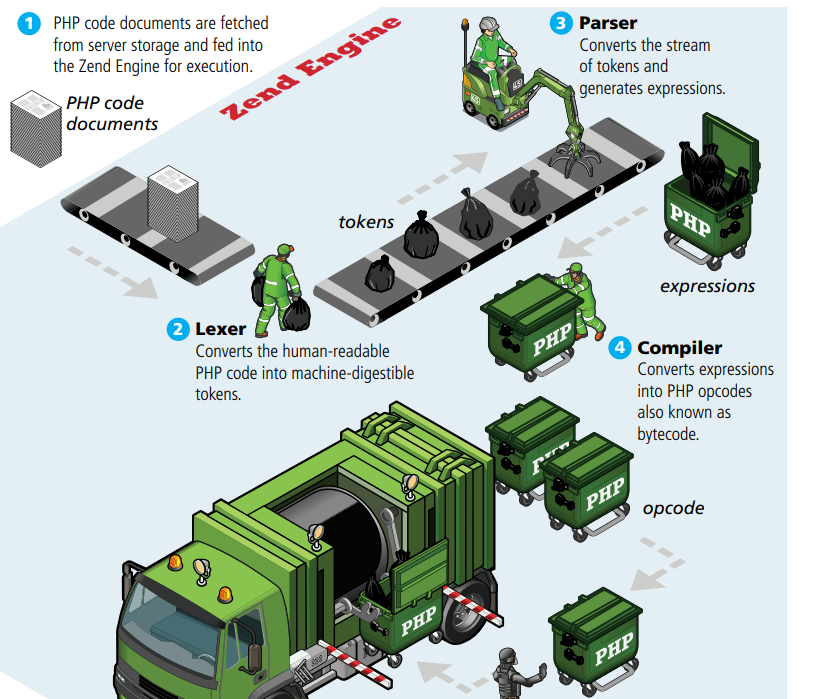 1 PHP code documents are fetched
from server storage and fed into
the Zend Engine for execution.
PHP code
documents
Zend Engine
3 Parser
Converts the stream
of tokens and
generates expressions.
tokens
PHP
expressions
2 Lexer
Converts the human-readable
PHP code into machine-digestible
tokens.
PHP
4 Compiler
Converts expressions
into PHP opcodes
also known as
bytecode.
PHP
PHP
opcode
PHP
PHP